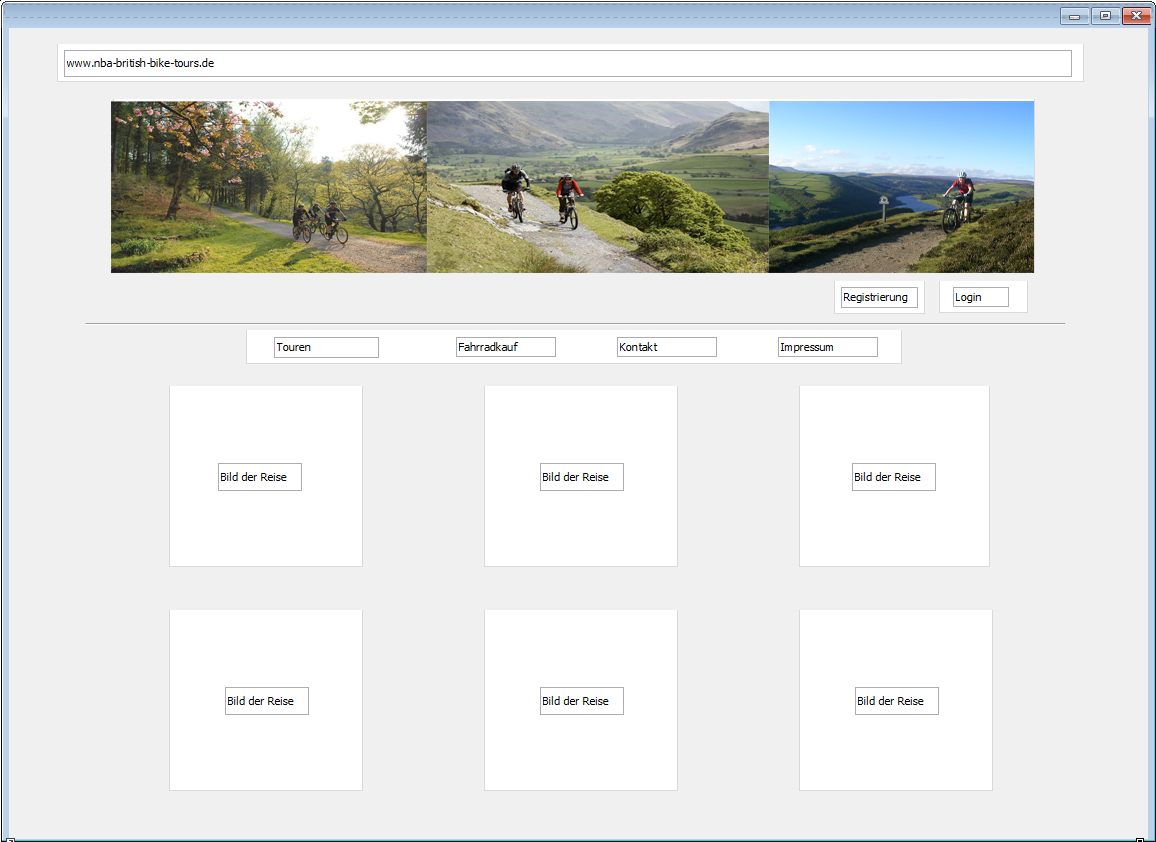 www.nba-british-bike-tours.de
Registrierung
Login
Touren
Fahrradkauf
Kontakt
Impressum
Bild der Reise
Bild der Reise
Bild der Reise
Bild der Reise
Bild der Reise
Bild der Reise